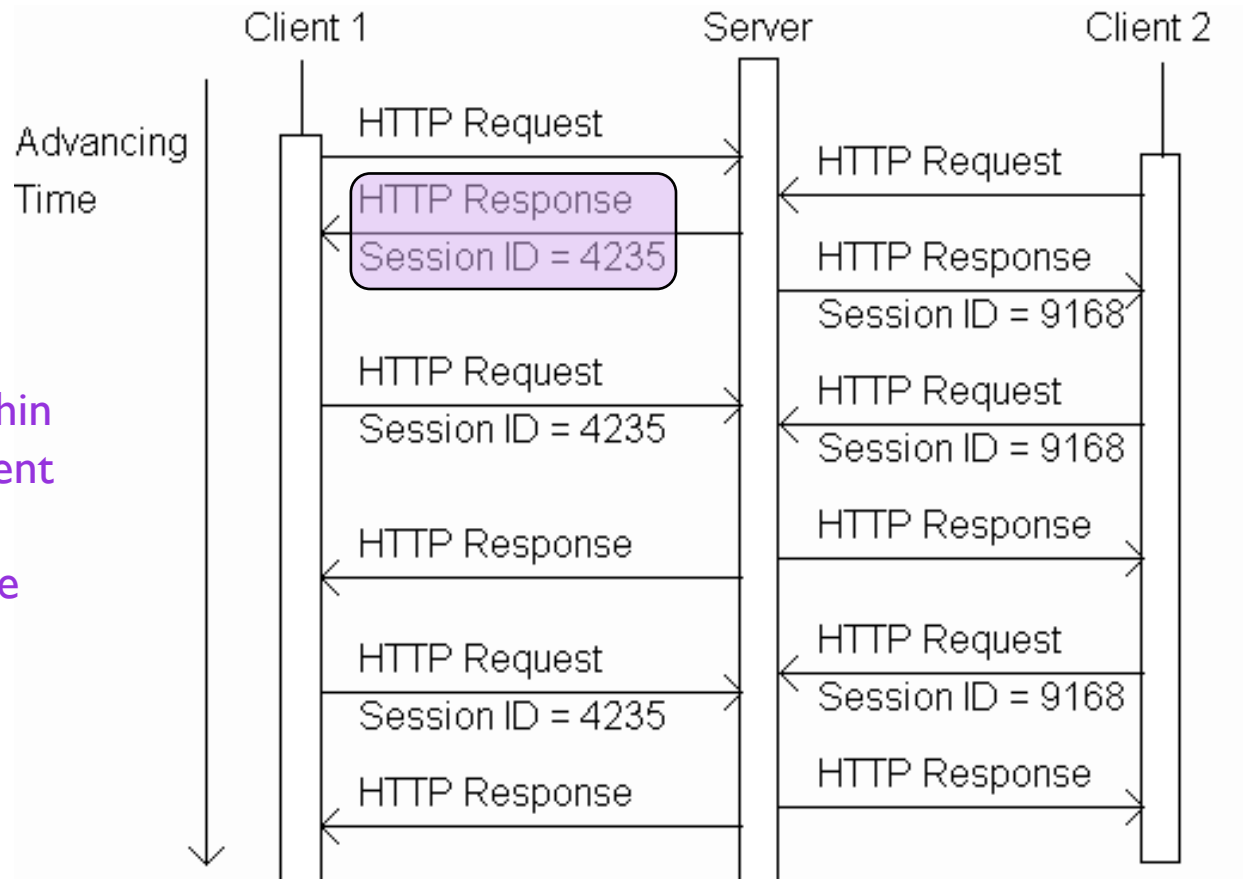 Client 1
Server
Client 2
Advancing
Time
HTTP Request
HTTP Request
HTTP Response
Session ID = 4235
HTTP Response
Session ID = 9168
HTTP Request
Session ID = 4235
HTTP Request
Session ID = 9168
hin
ent
e
HTTP Response
HTTP Response
HTTP Request
Session ID = 4235
HTTP Request
Session ID = 9168
HTTP Response
HTTP Response